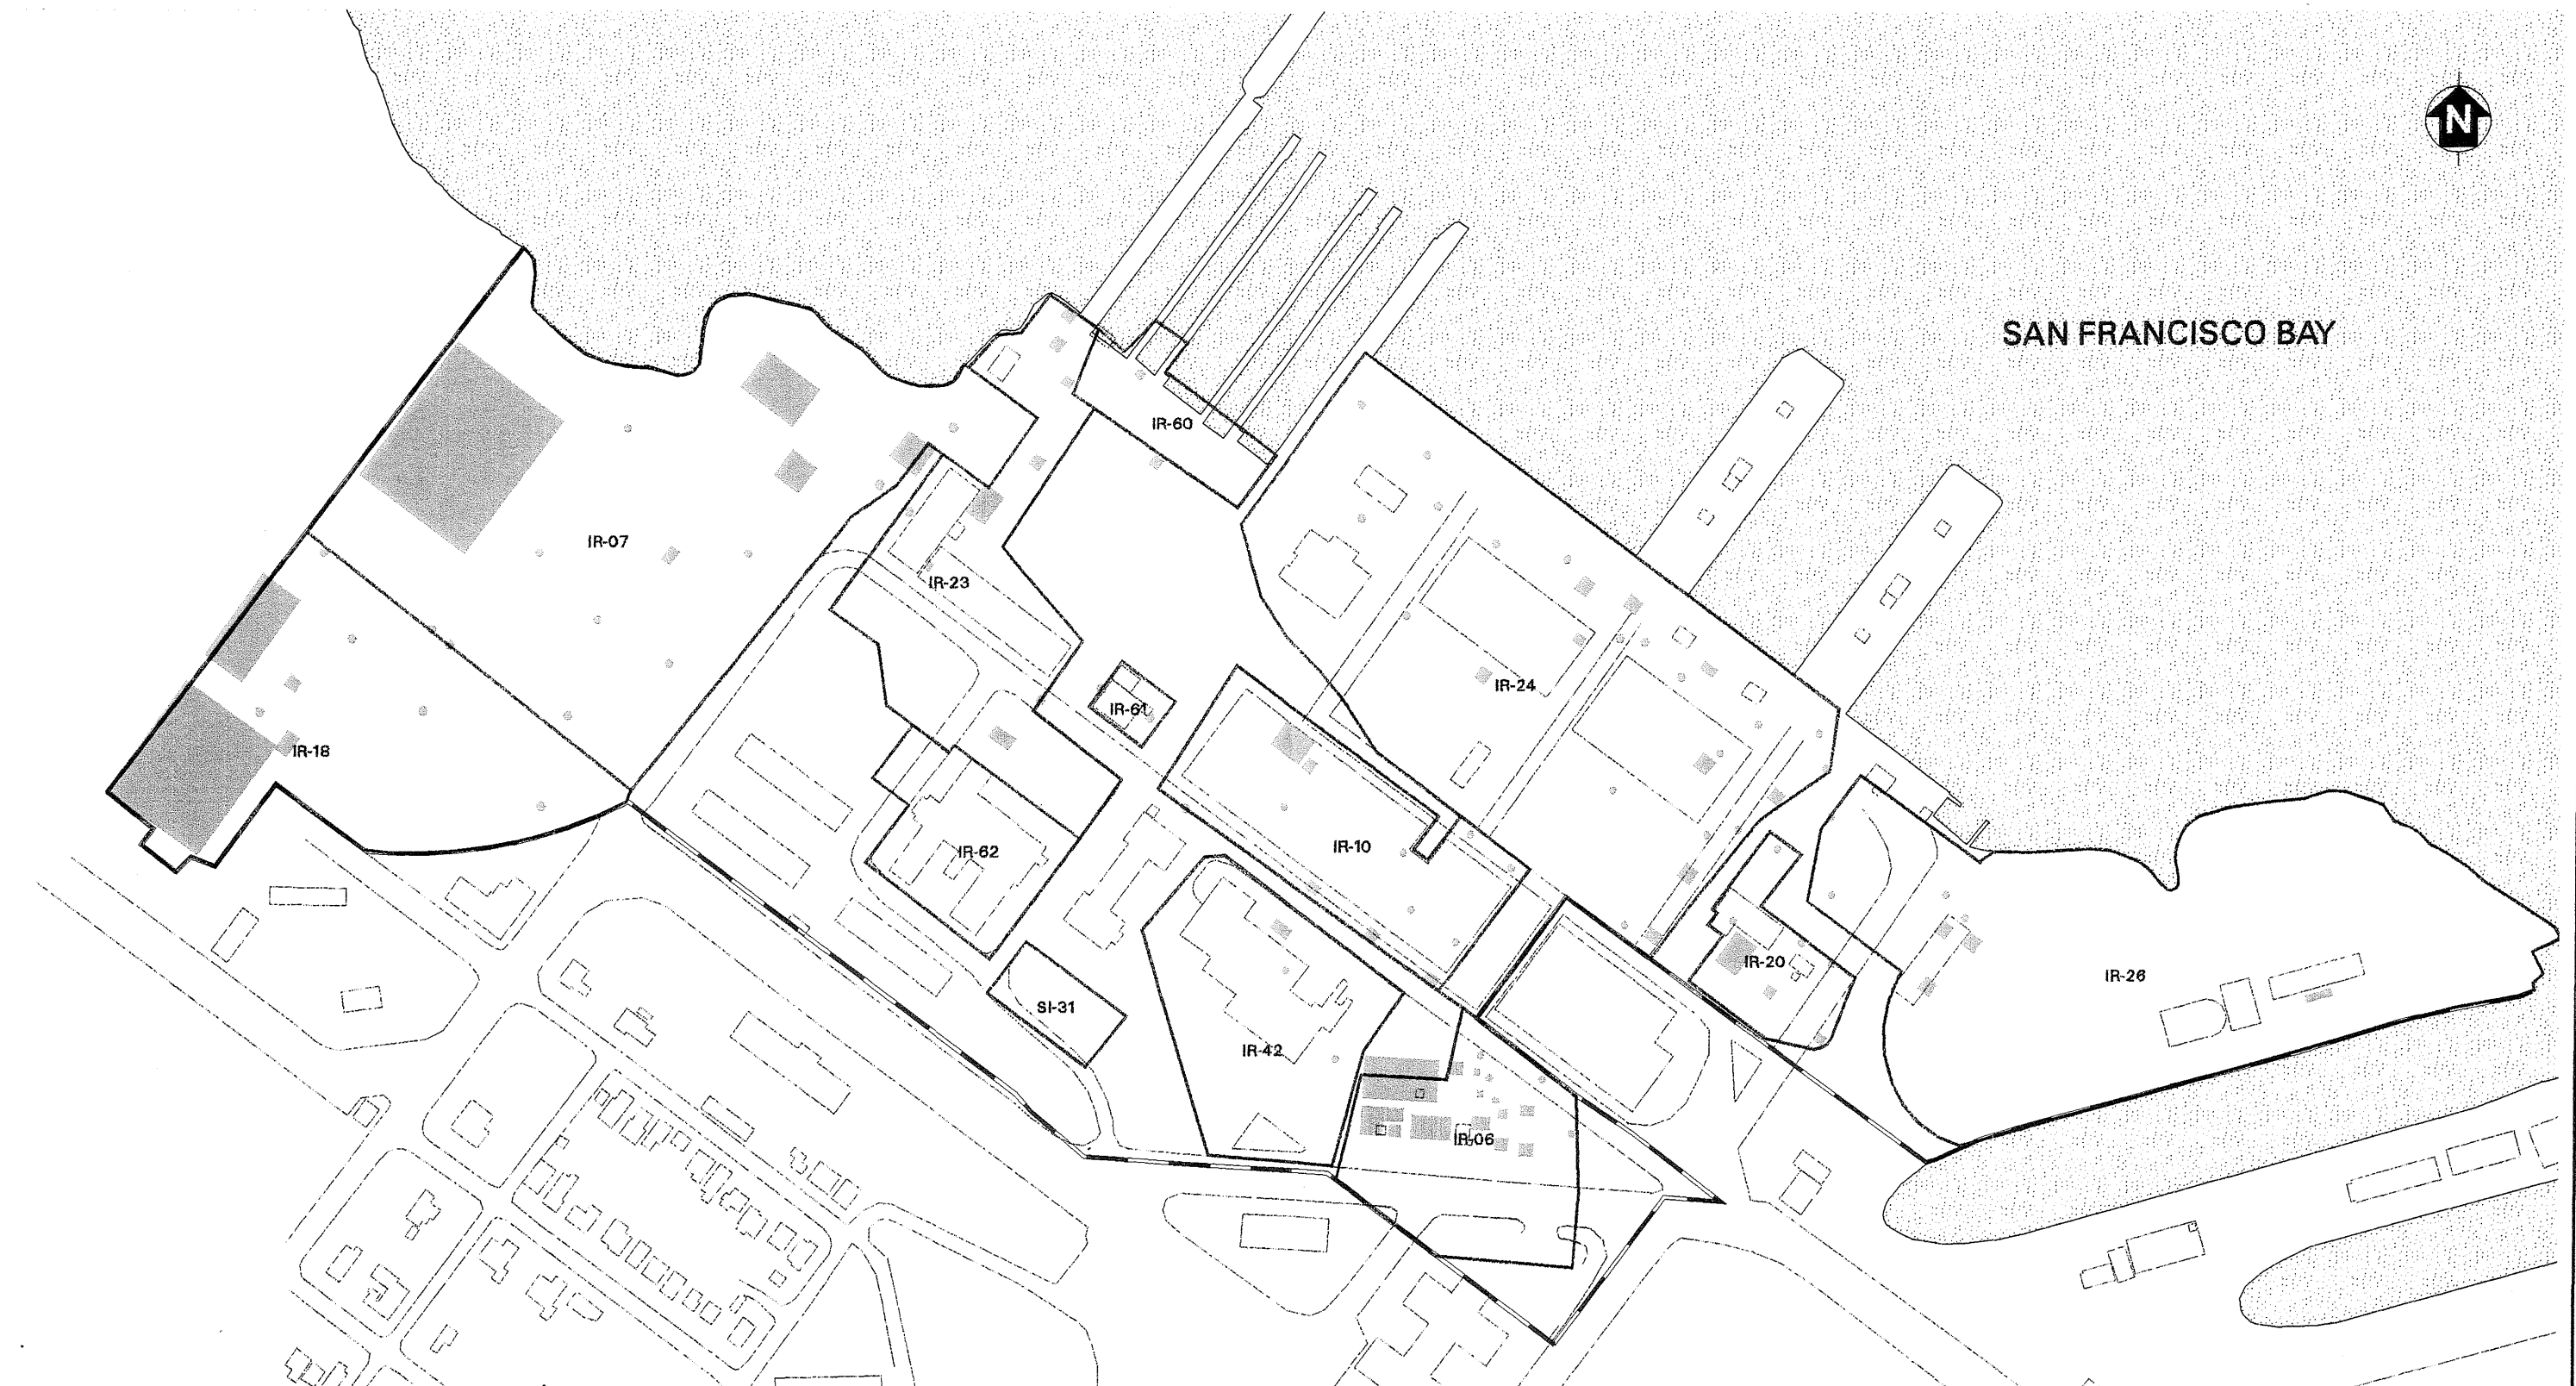 N
SAN FRANCISCO BAY
IR-60
IR-07
IR-23
IR-24
IR-61
IR-18
IR-10
IR-62
IR-20
IR-26
SI-31
IR-42
IR-06